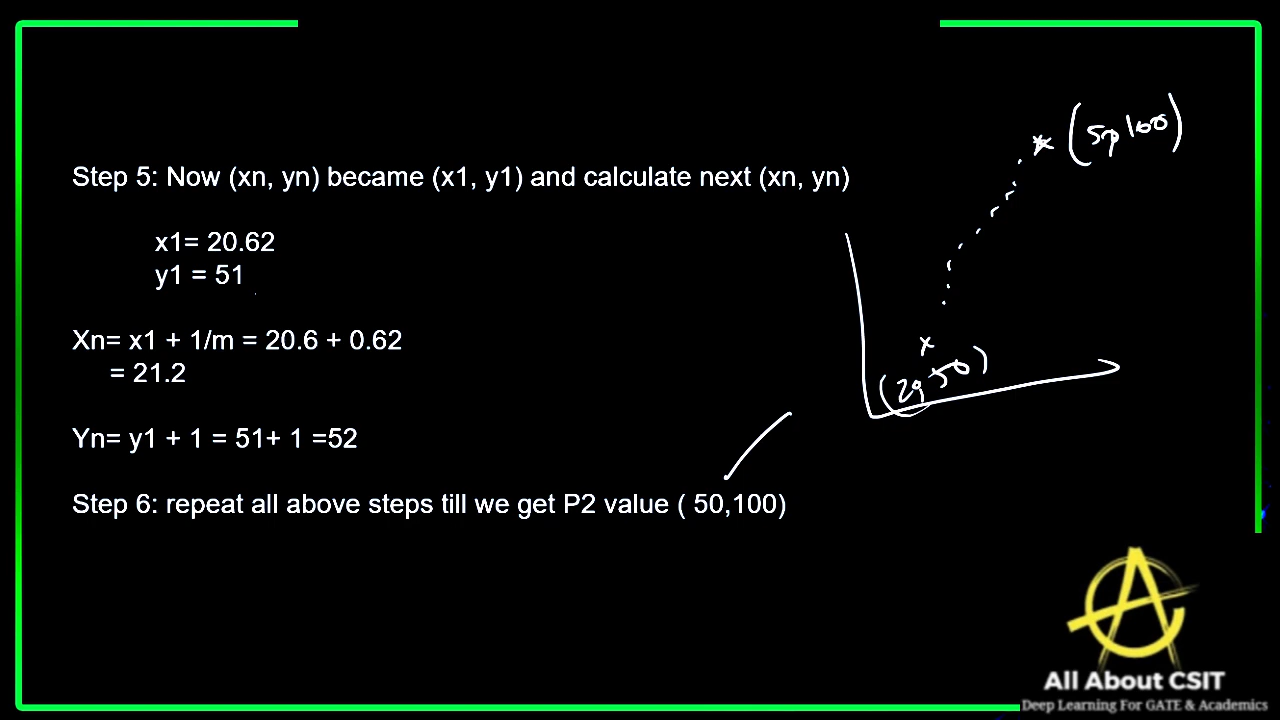 Step 5: Now (xn, yn) became (x1, y1) and calculate next (xn, yn)
x1= 20.62
y1 = 51
Xn= x1 + 1/m = 20.6 + 0.62
= 21.2
Yn= y1 + 1 = 51+ 1 =52
Step 6: repeat all above steps till we get P2 value ( 50,100)
(50,100)
(20,50)
All About CSIT
Deep Learning For GATE & Academics